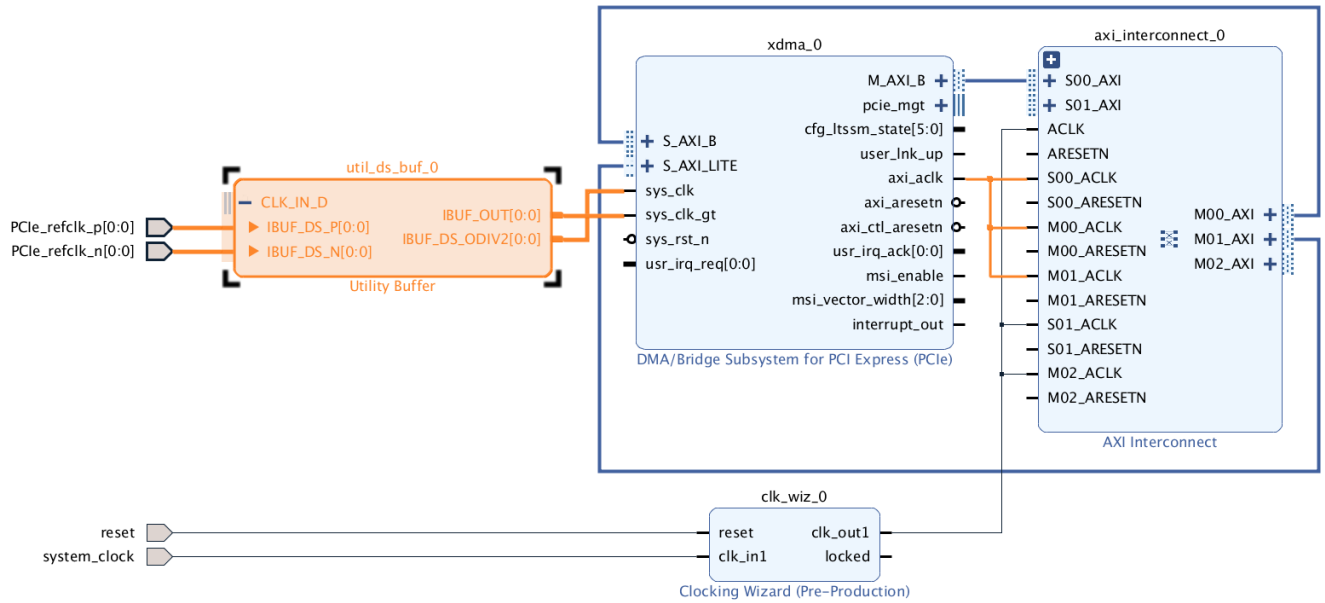 xdma_0
M_AXI_B
pcie_mgt
cfg_ltssm_state[5:0]
user_lnk_up
axi_aclk
axi_aresetn
axi_ctl_aresetn
usr_irq_ack[0:0]
msi_enable
msi_vector_width[2:0]
interrupt_out
S_AXI_B
S_AXI_LITE
sys_clk
sys_clk_gt
sys_rst_n
usr_irq_req[0:0]
DMA/Bridge Subsystem for PCI Express (PCIe)
axi_interconnect_0
S00_AXI
S01_AXI
ACLK
ARESETN
S00_ACLK
S00_ARESETN
M00_ACLK
M00_ARESETN
M01_ACLK
M01_ARESETN
S01_ACLK
S01_ARESETN
M02_ACLK
M02_ARESETN
M00_AXI
M01_AXI
M02_AXI
AXI Interconnect
util_ds_buf_0
CLK_IN_D
IBUF_DS_P[0:0]
IBUF_DS_N[0:0]
IBUF_OUT[0:0]
IBUF_DS_ODIV2[0:0]
Utility Buffer
PCIe_refclk_p[0:0]
PCIe_refclk_n[0:0]
reset
system_clock
clk_wiz_0
reset
clk_in1
clk_out1
locked
Clocking Wizard (Pre-Production)